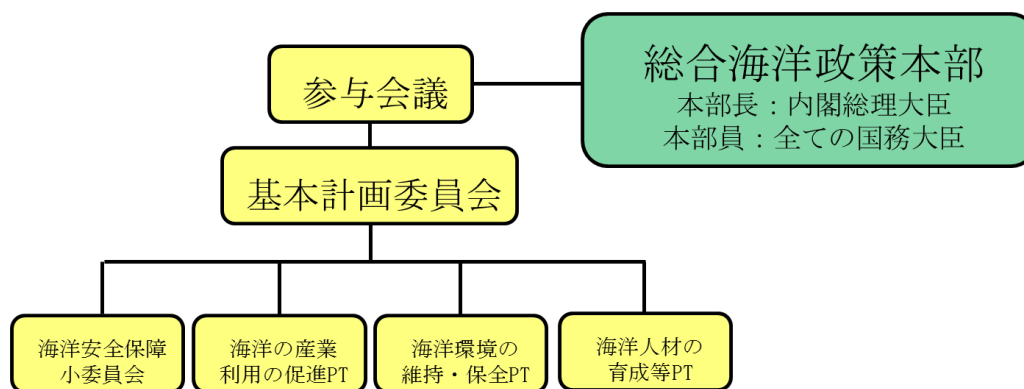 総合海洋政策本部
本部長：内閣総理大臣
本部員：全ての国務大臣
参与会議
基本計画委員会
海洋安全保障
小委員会
海洋の産業
利用の促進PT
海洋環境の
維持・保全PT
海洋人材の
育成等PT